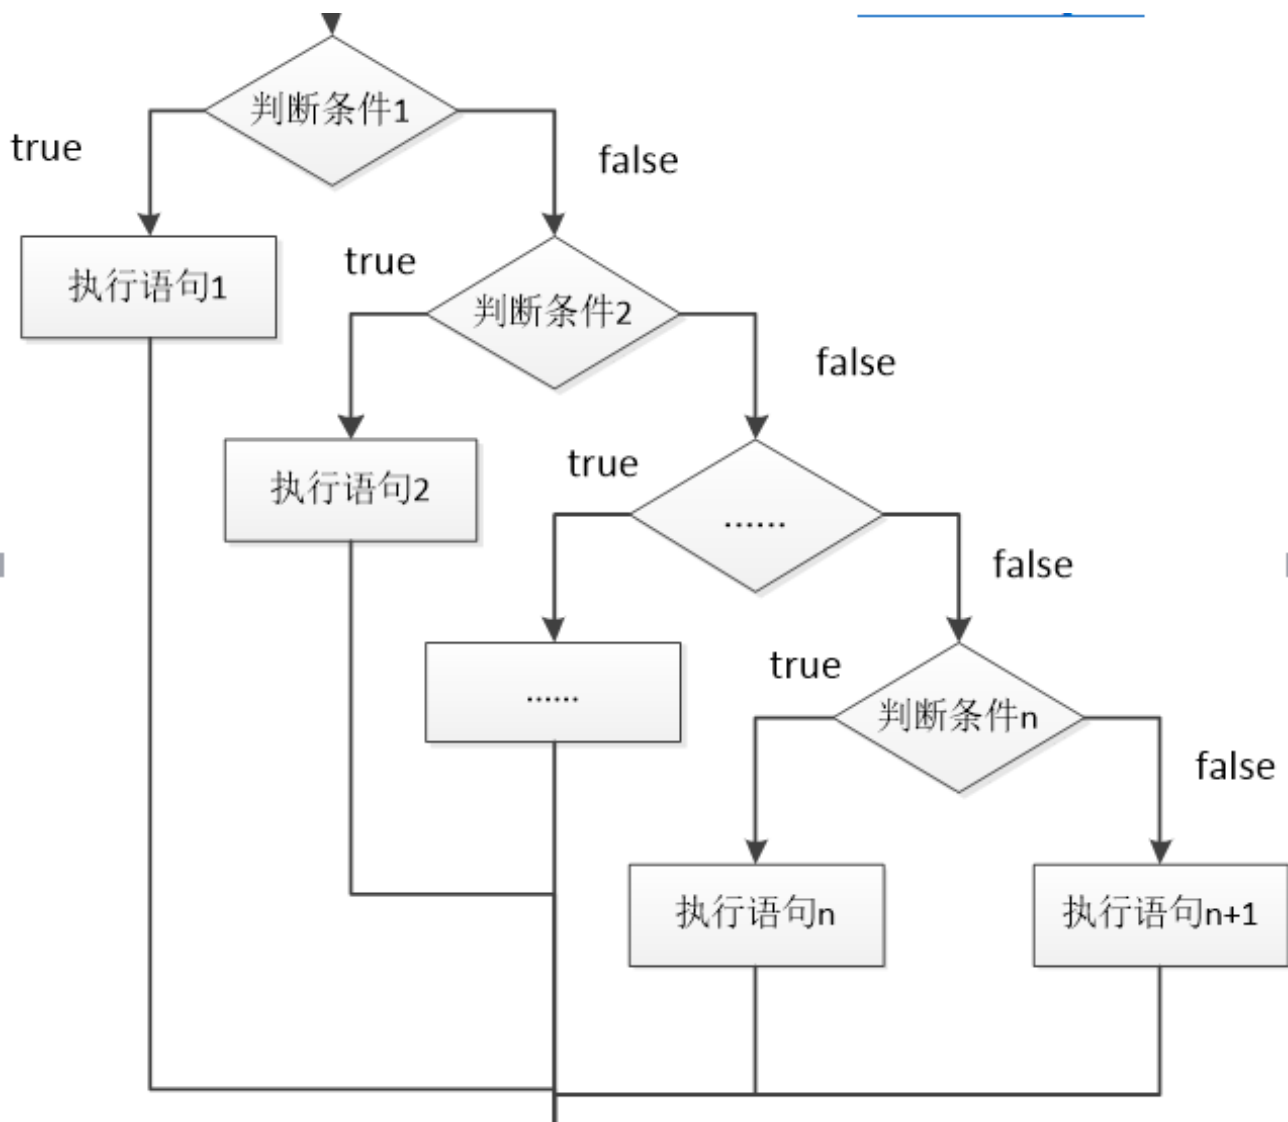 判断条件1
true
false
执行语句1
true
判断条件2
false
执行语句2
true
......
false
......
true
判断条件n
false
执行语句n
执行语句n+1